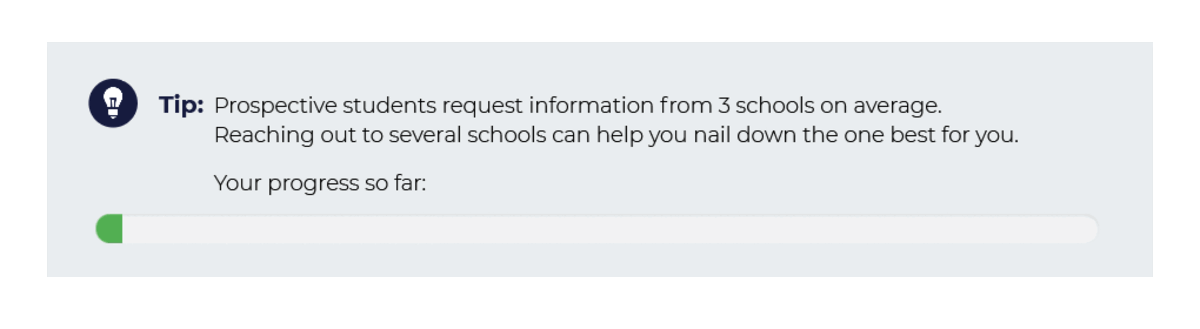 Tip: Prospective students request information from 3 schools on average.
Reaching out to several schools can help you nail down the one best for you.
Your progress so far: